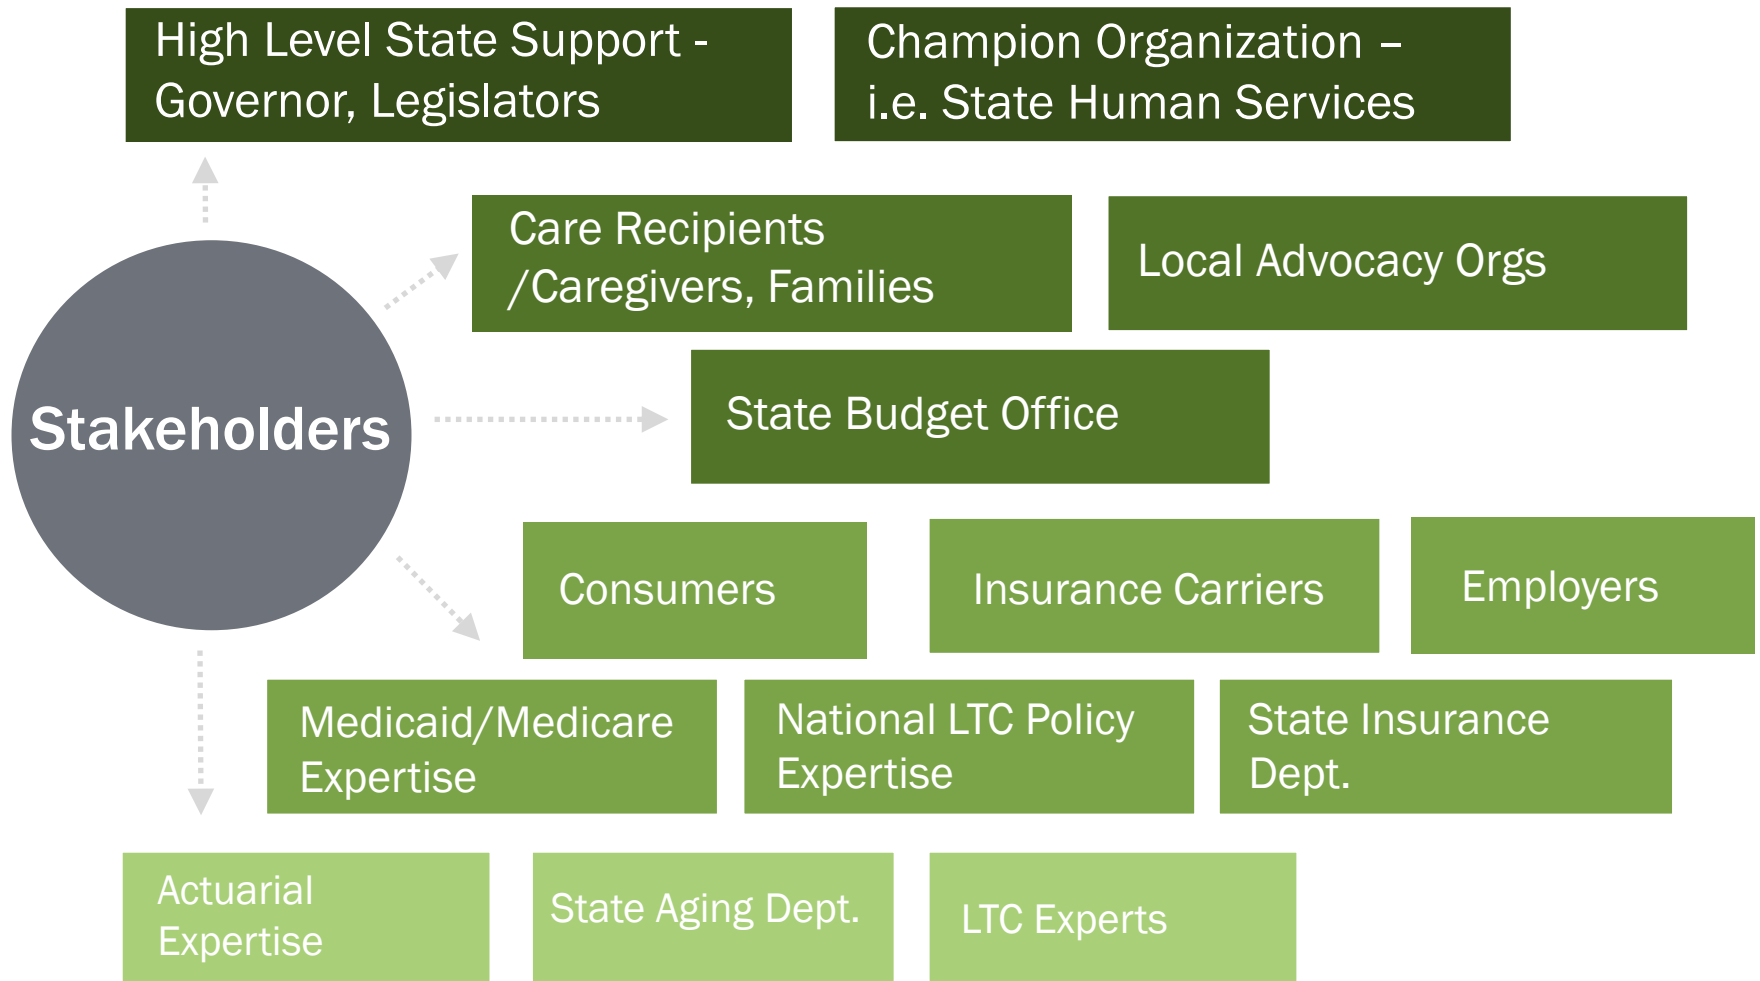 High Level State Support -
Governor, Legislators
Champion Organization –
i.e. State Human Services
Care Recipients
/Caregivers, Families
Local Advocacy Orgs
Stakeholders
State Budget Office
Consumers
Insurance Carriers
Employers
Medicaid/Medicare
Expertise
National LTC Policy
Expertise
State Insurance
Dept.
Actuarial
Expertise
State Aging Dept.
LTC Experts